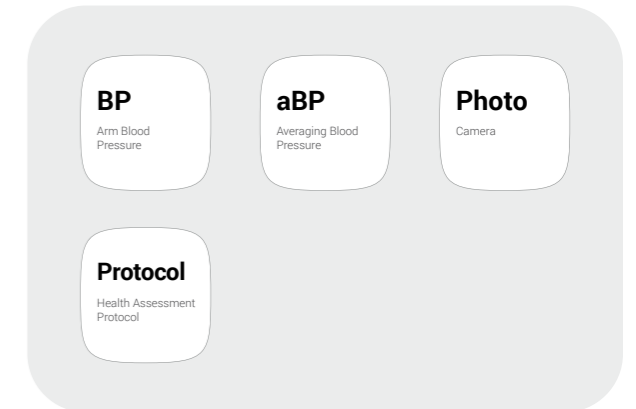 BP
Arm Blood
Pressure
aBP
Averaging Blood
Pressure
Photo
Camera
Protocol
Health Assessment
Protocol